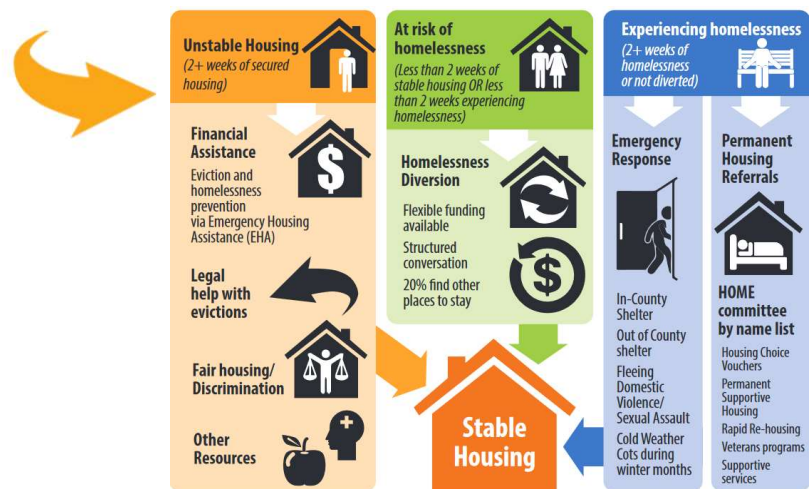 Unstable Housing
(2+ weeks of secured
housing)
Financial
Assistance
Eviction and
homelessness
prevention
via Emergency Housing
Assistance (EHA)
$
Legal
help with
evictions
Fair housing/
Discrimination
Other
Resources
At risk of
homelessness
(Less than 2 weeks of
stable housing OR less
than 2 weeks experiencing
homelessness)
Homelessness
Diversion
Flexible funding
available
Structured
conversation
20% find other
places to stay
$
Stable
Housing
Experiencing homelessness
(2+ weeks of
homelessness
or not diverted)
Emergency
Response
In-County
Shelter
Out of County
shelter
Fleeing
Domestic
Violence/
Sexual Assault
Cold Weather
Cots during
winter months
Permanent
Housing
Referrals
HOME
committee
by name list
Housing Choice
Vouchers
Permanent
Supportive
Housing
Rapid Re-housing
Veterans programs
Supportive
services